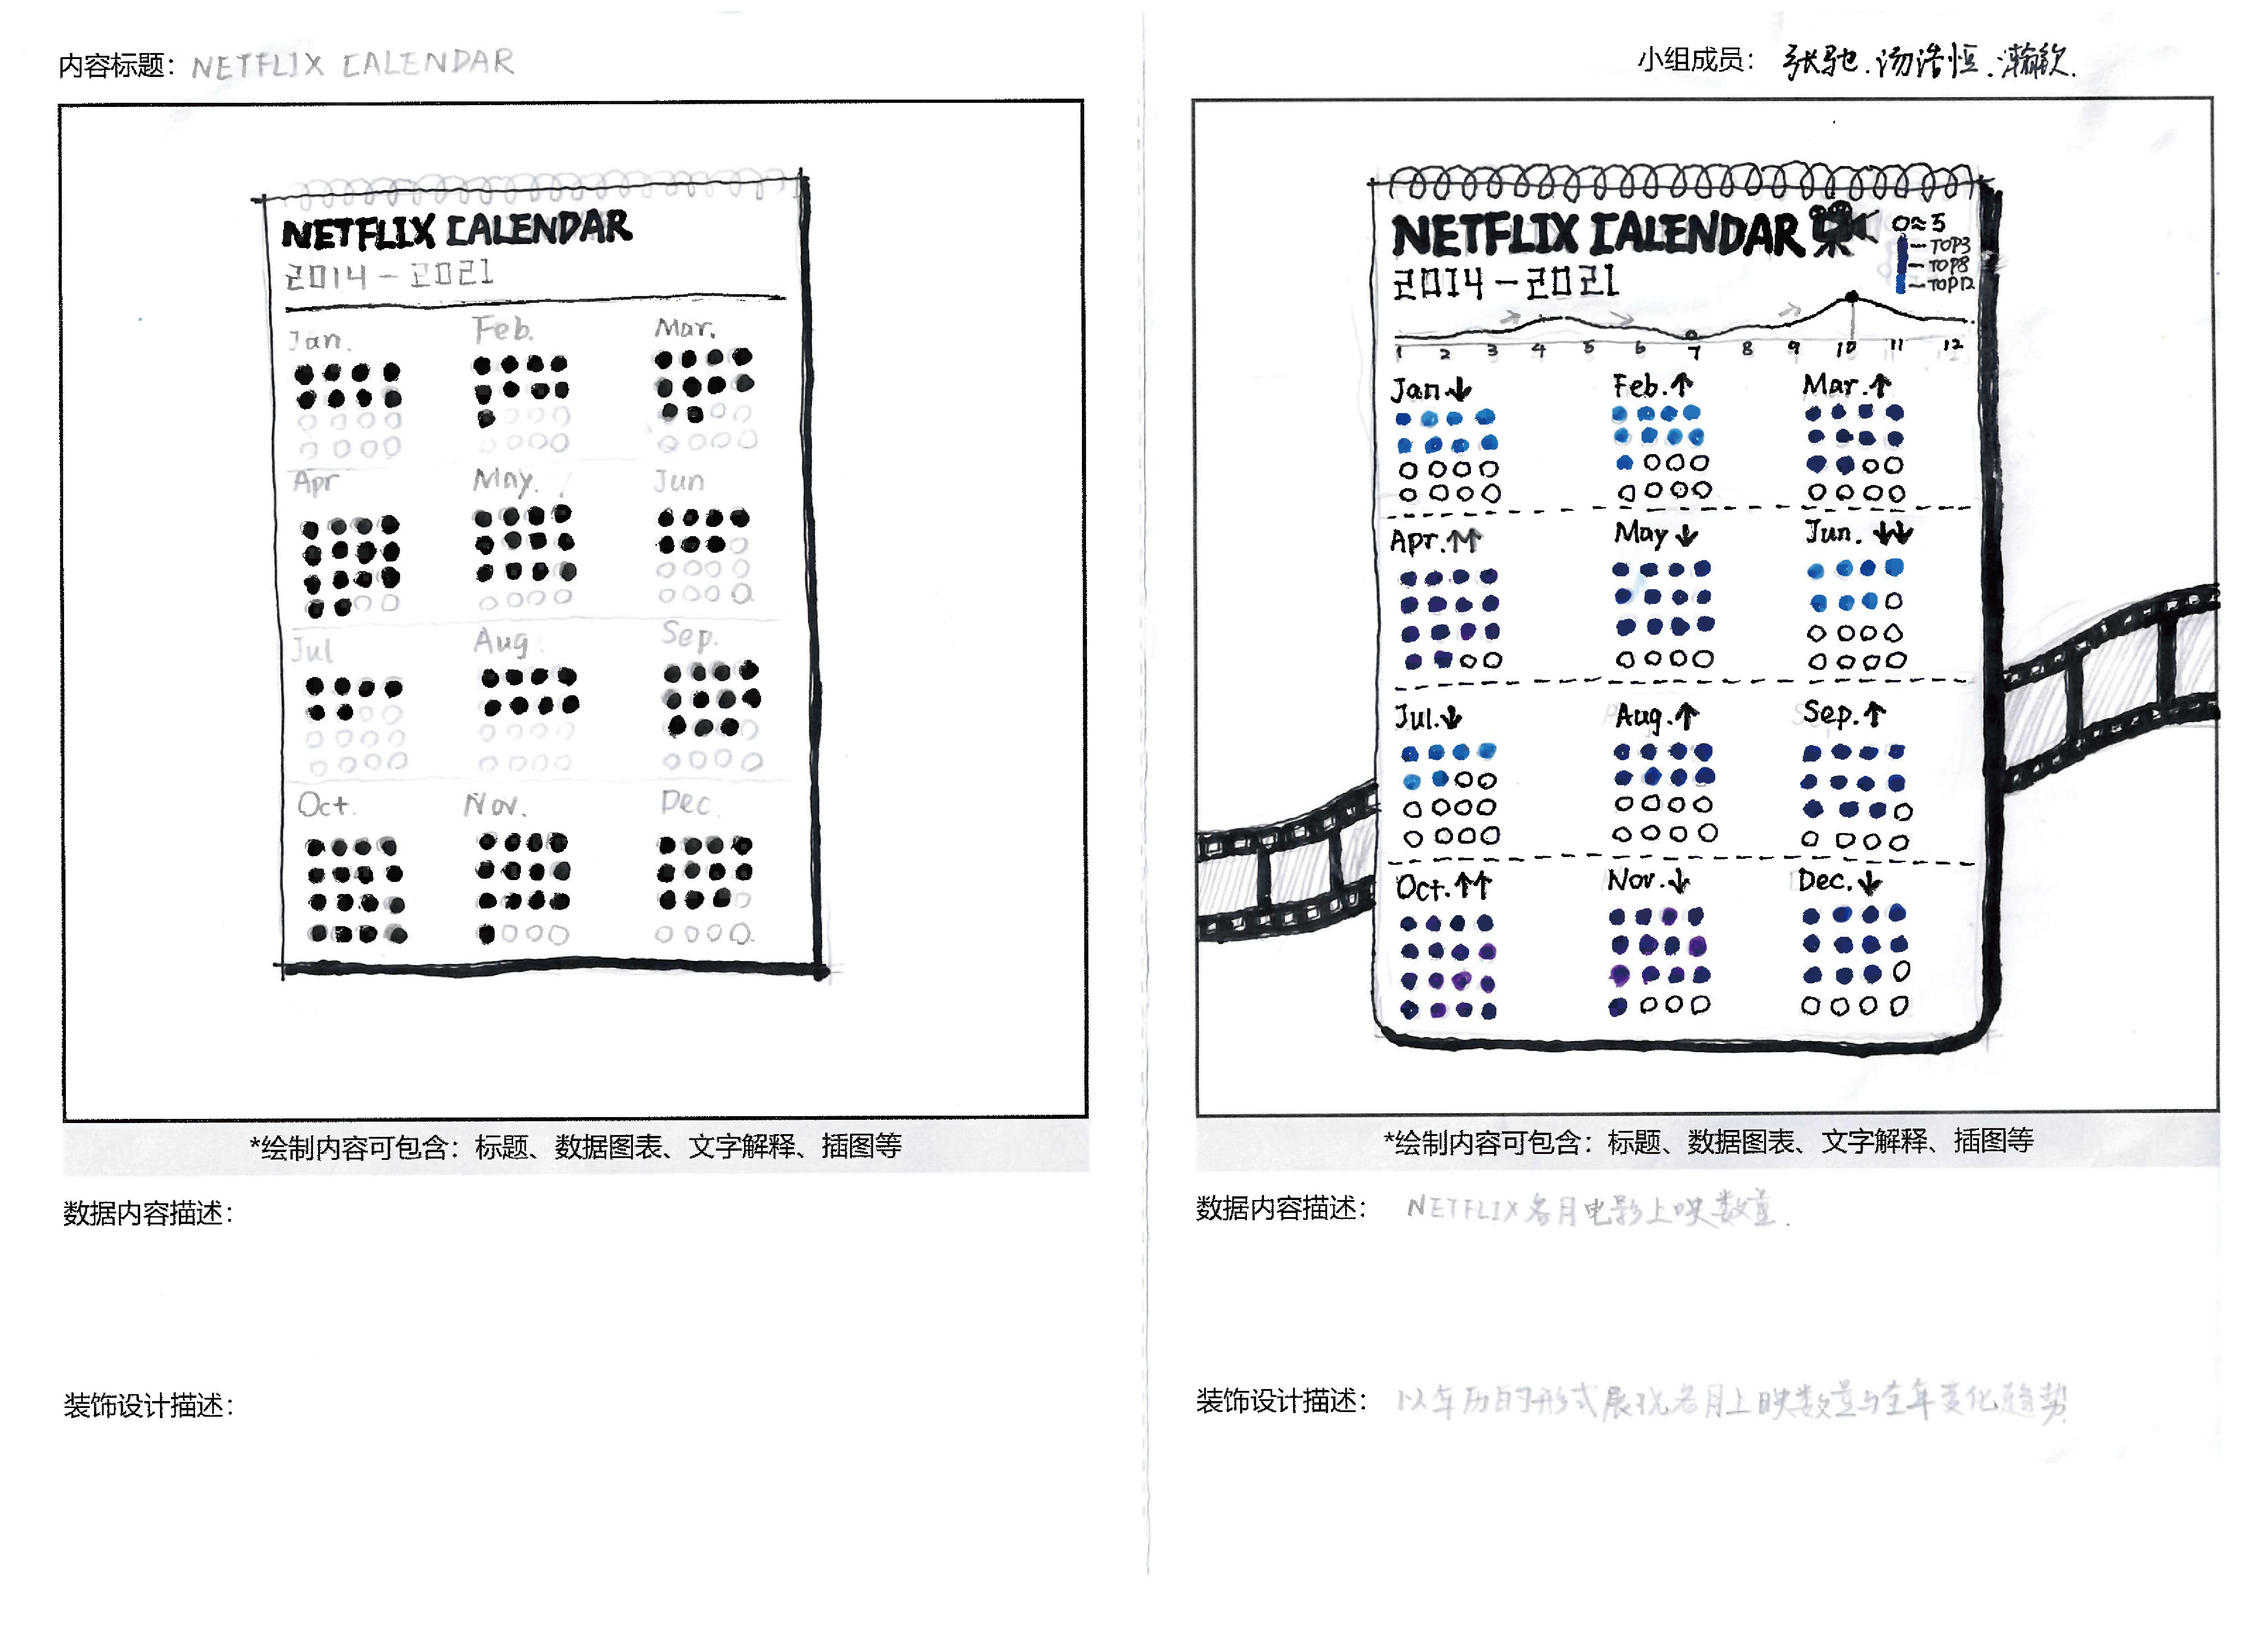 内容标题： NETFLIX CALENDAR
NETFLIX CALENDAR
2014-2021
Jan. Feb. Mar.
Apr May. Jun
Jul Aug Sep.
Oct. Nov. Dec.
*绘制内容可包含：标题、数据图表、文字解释、插图等
数据内容描述：
装饰设计描述：
小组成员： 张驰.汤浩恒.瀚钦.
NETFLIX CALENDAR
O≈5
TOP3
TOP8
TOP12
2014-2021
1 2 3 4 5 6 7 8 9 10 11 12
Jan↓ Feb.↑ Mar.↑
Apr.↑↑ May↓ Jun.↓↓
Jul.↓ Aug.↑ Sep.↑
Oct.↑↑ Nov.↓ Dec.↓
*绘制内容可包含：标题、数据图表、文字解释、插图等
数据内容描述： NETFLIX各月电影上映数量.
装饰设计描述： 以年历的形式展现各月上映数量与全年变化趋势